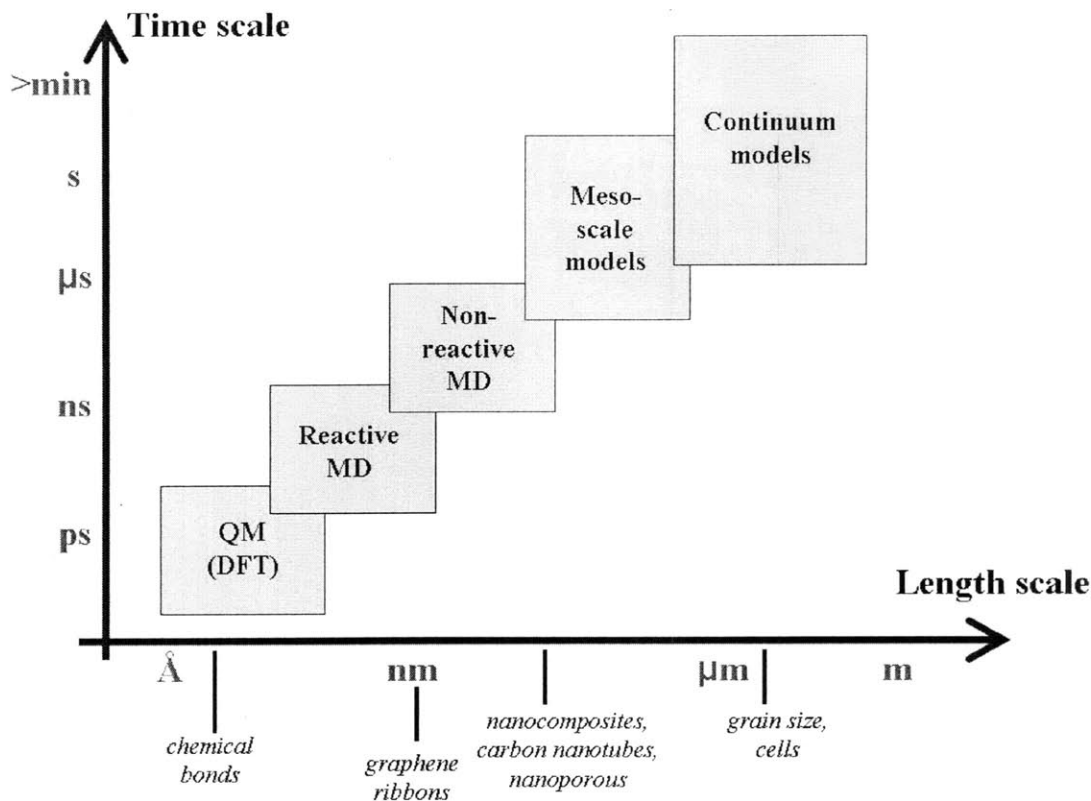 Time scale
>min
s
µs
ns
ps
Continuum
models
Meso-
scale
models
Non-
reactive
MD
Reactive
MD
QM
(DFT)
Length scale
Å
nm
µm
m
chemical
bonds
graphene
ribbons
nanocomposites,
carbon nanotubes,
nanoporous
grain size,
cells